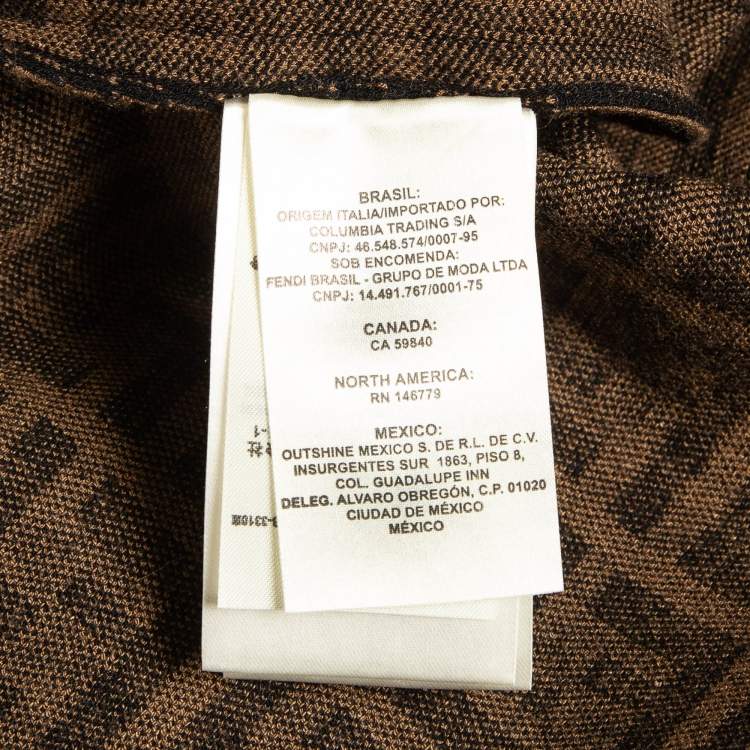 BRASIL:
ORIGEM ITALIA/IMPORTADO POR:
COLUMBIA TRADING S/A
CNPJ: 46.548.574/0007-95
SOB ENCOMENDA:
FENDI BRASIL - GRUPO DE MODA LTDA
CNPJ: 14.491.767/0001-75
CANADA:
CA 59840
NORTH AMERICA:
RN 146779
MEXICO:
OUTSHINE MEXICO S. DE R.L. DE C.V.
INSURGENTES SUR 1863, PISO 8,
COL. GUADALUPE INN
DELEG. ALVARO OBREGÓN, C.P. 01020
CIUDAD DE MÉXICO
MÉXICO